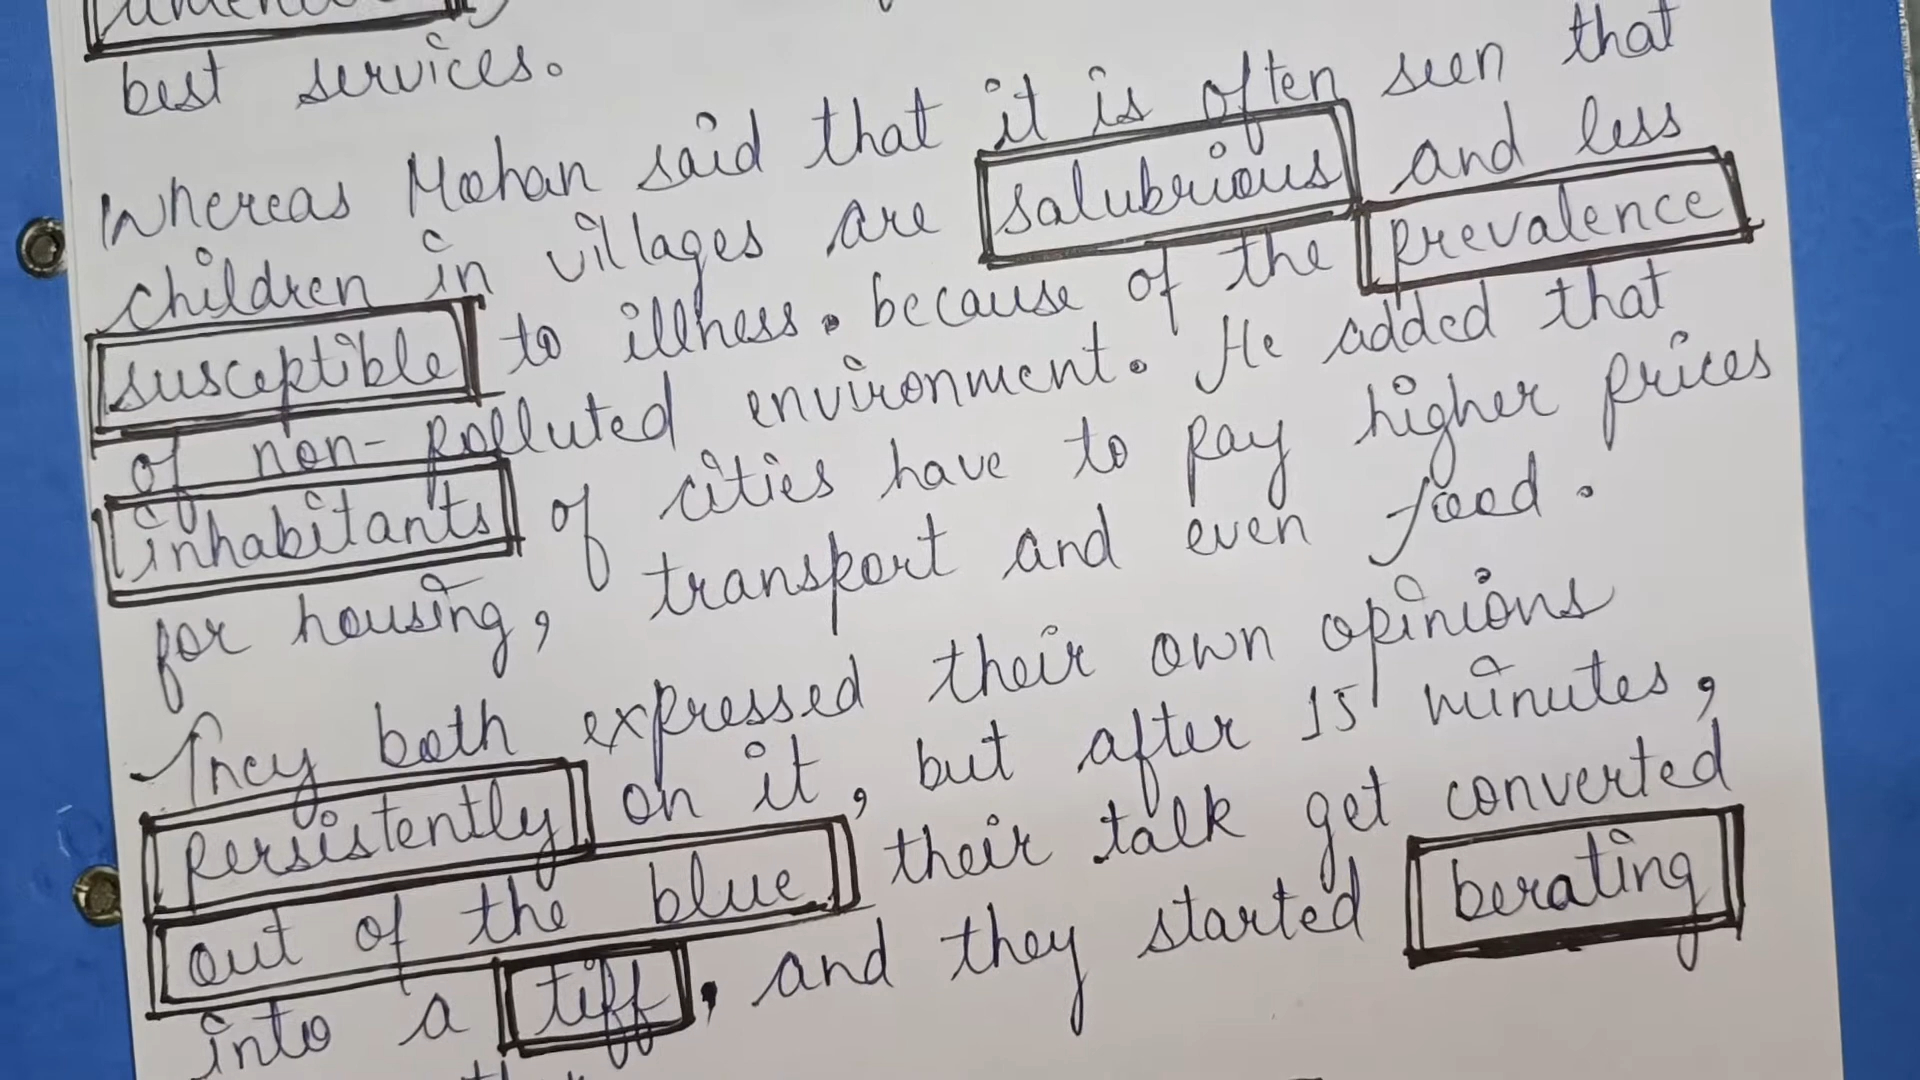 best services.
Whereas Mohan said that it is often seen that
children in villages are salubrious and less
susceptible to illness. because of the prevalence
of non-polluted environment. He added that
inhabitants of cities have to pay higher prices
for housing, transport and even food.
They both expressed their own opinions
persistently on it, but after 15 minutes,
out of the blue, their talk get converted
into a tiff, and they started berating